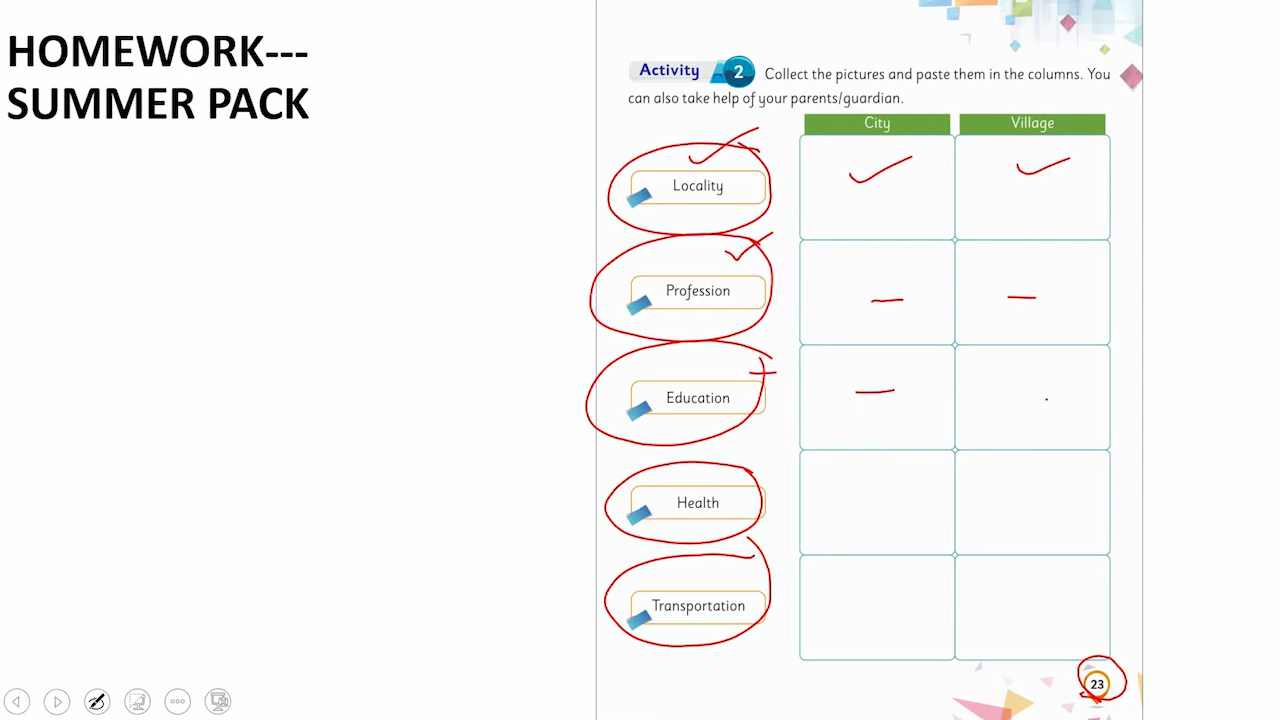 HOMEWORK---
SUMMER PACK
Activity 2 Collect the pictures and paste them in the columns. You
can also take help of your parents/guardian.
City Village
Locality
Profession
Education
Health
Transportation
23